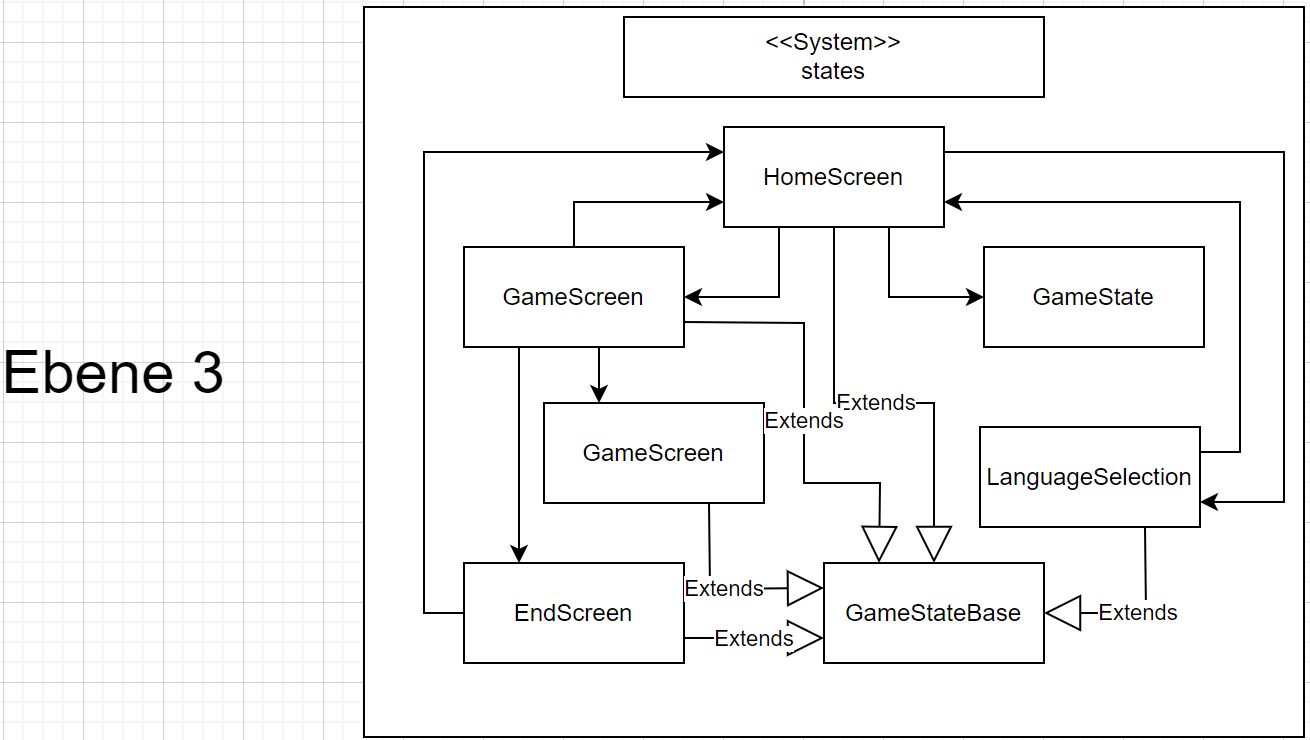 <<System>>
states
HomeScreen
GameScreen
GameState
Ebene 3
Extends
Extends
GameScreen
LanguageSelection
Extends
EndScreen
GameStateBase
Extends
Extends